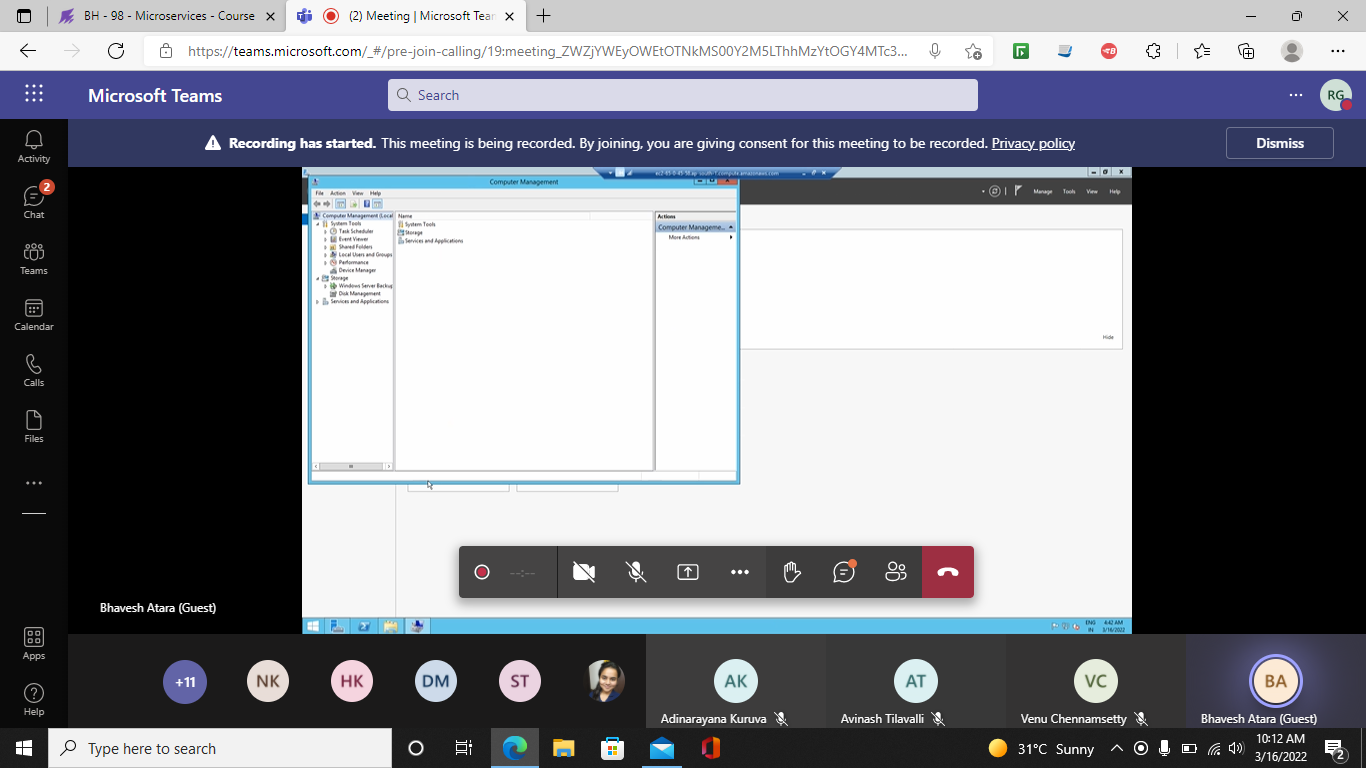 BH - 98 - Microservices - Course
(2) Meeting | Microsoft Tear
https://teams.microsoft.com/_#/pre-join-calling/19:meeting_ZWZjYWEyOWEtOTNkMS00Y2M5LThhMzYtOGY4MTc3...
Microsoft Teams
Search
RG
Recording has started. This meeting is being recorded. By joining, you are giving consent for this meeting to be recorded. Privacy policy
Dismiss
Activity
Chat
2
Teams
Calendar
Calls
Files
Apps
Help
Computer Management
File Action View Help
Computer Management (Local
System Tools
Task Scheduler
Event Viewer
Shared Folders
Local Users and Groups
Performance
Device Manager
Storage
Windows Server Backup
Disk Management
Services and Applications
Name
System Tools
Storage
Services and Applications
Actions
Computer Manageme...
More Actions
Manage Tools View Help
Hide
ENG
IN
4:42 AM
3/16/2022
--:--
Bhavesh Atara (Guest)
+11
NK
HK
DM
ST
AK
Adinarayana Kuruva
AT
Avinash Tilavalli
VC
Venu Chennamsetty
BA
Bhavesh Atara (Guest)
Type here to search
31°C Sunny
10:12 AM
3/16/2022
2